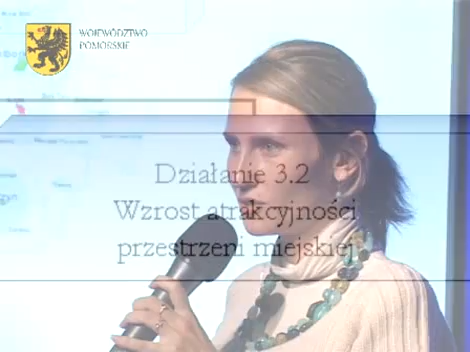 WOJEWÓDZTWO
POMORSKIE
Działanie 3.2
Wzrost atrakcyjności
przestrzeni miejskiej